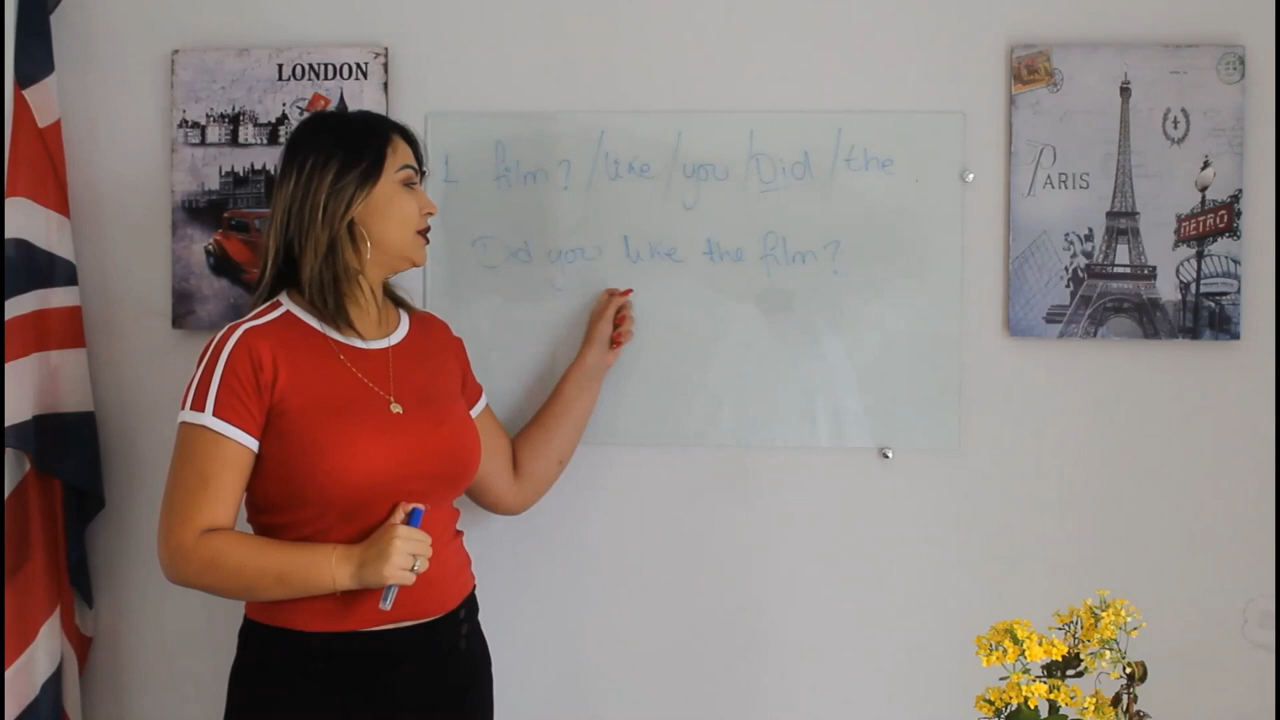 LONDON
1 film? / like / you / Did / the .
Did you like the film?
PARIS
METRO